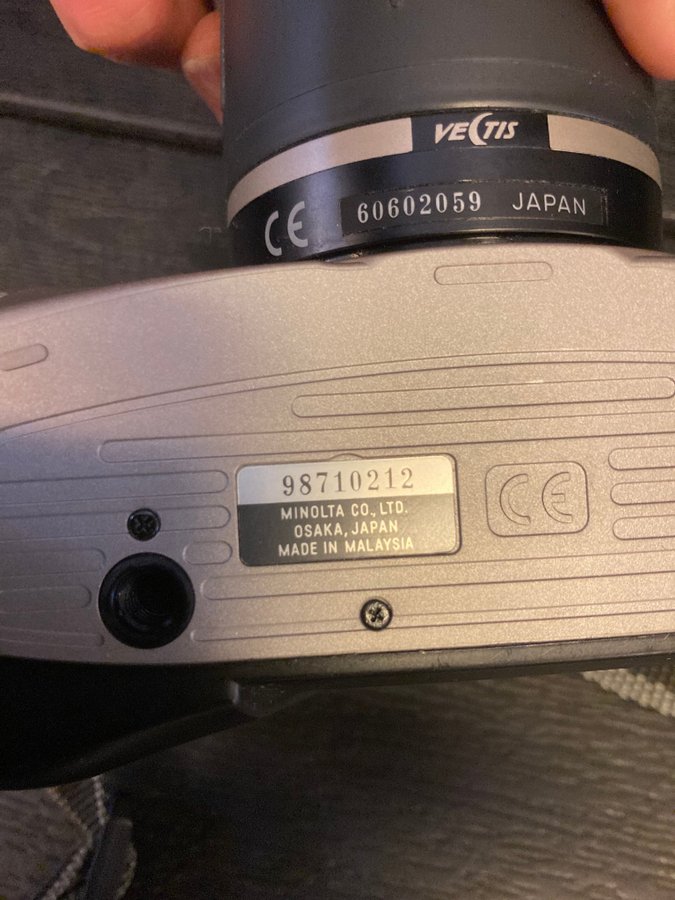 VECTIS
CE 60602059 JAPAN
98710212
MINOLTA CO., LTD.
OSAKA, JAPAN
MADE IN MALAYSIA
CE